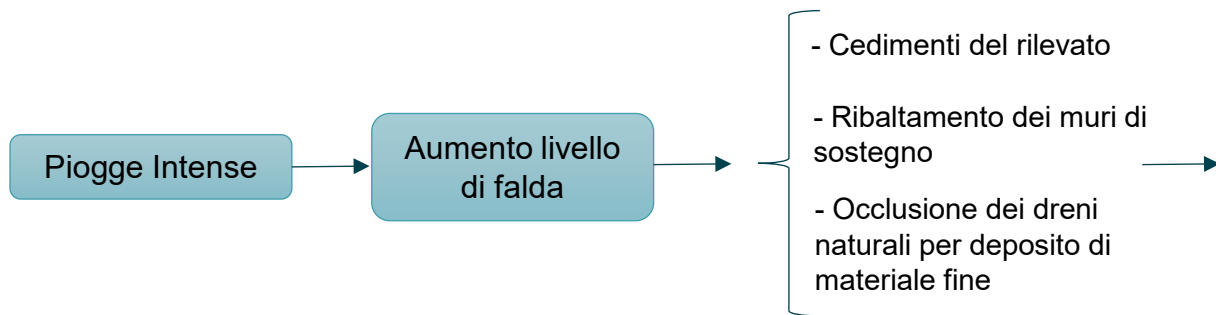 Piogge Intense
Aumento livello
di falda
- Cedimenti del rilevato
- Ribaltamento dei muri di
sostegno
- Occlusione dei dreni
naturali per deposito di
materiale fine